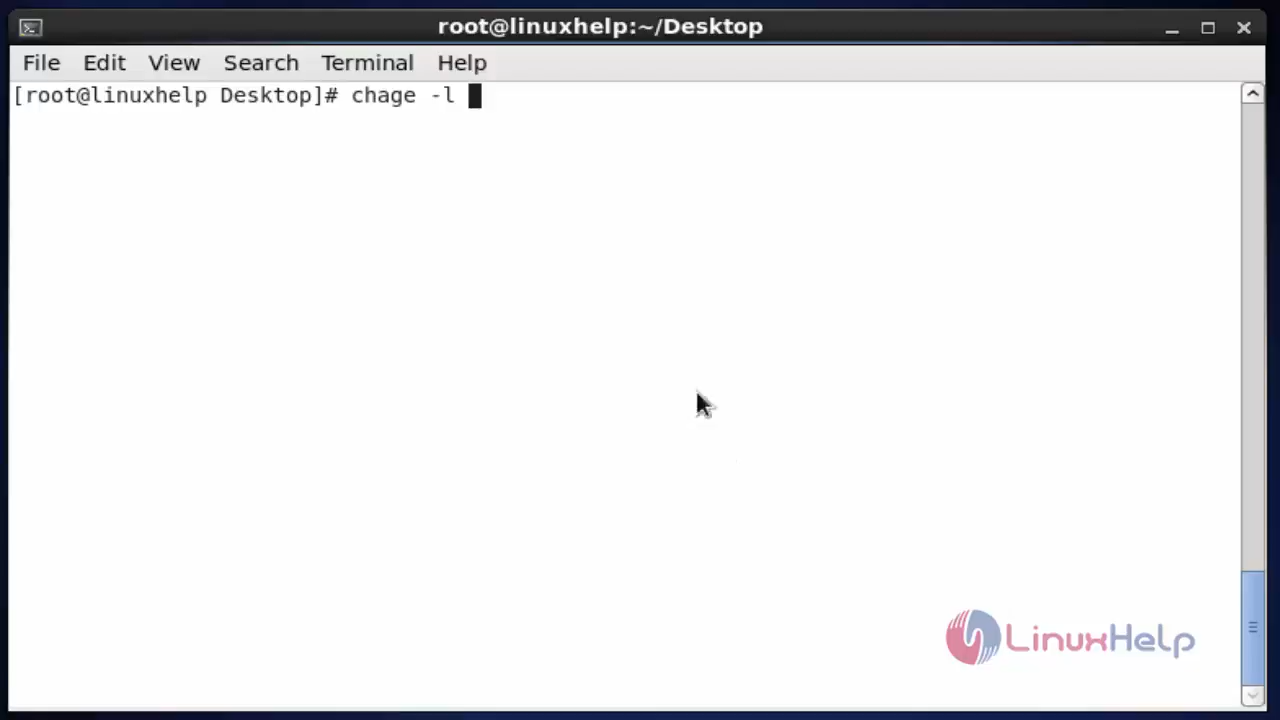 root@linuxhelp:~/Desktop
File Edit View Search Terminal Help
[root@linuxhelp Desktop]# chage -l
LinuxHelp